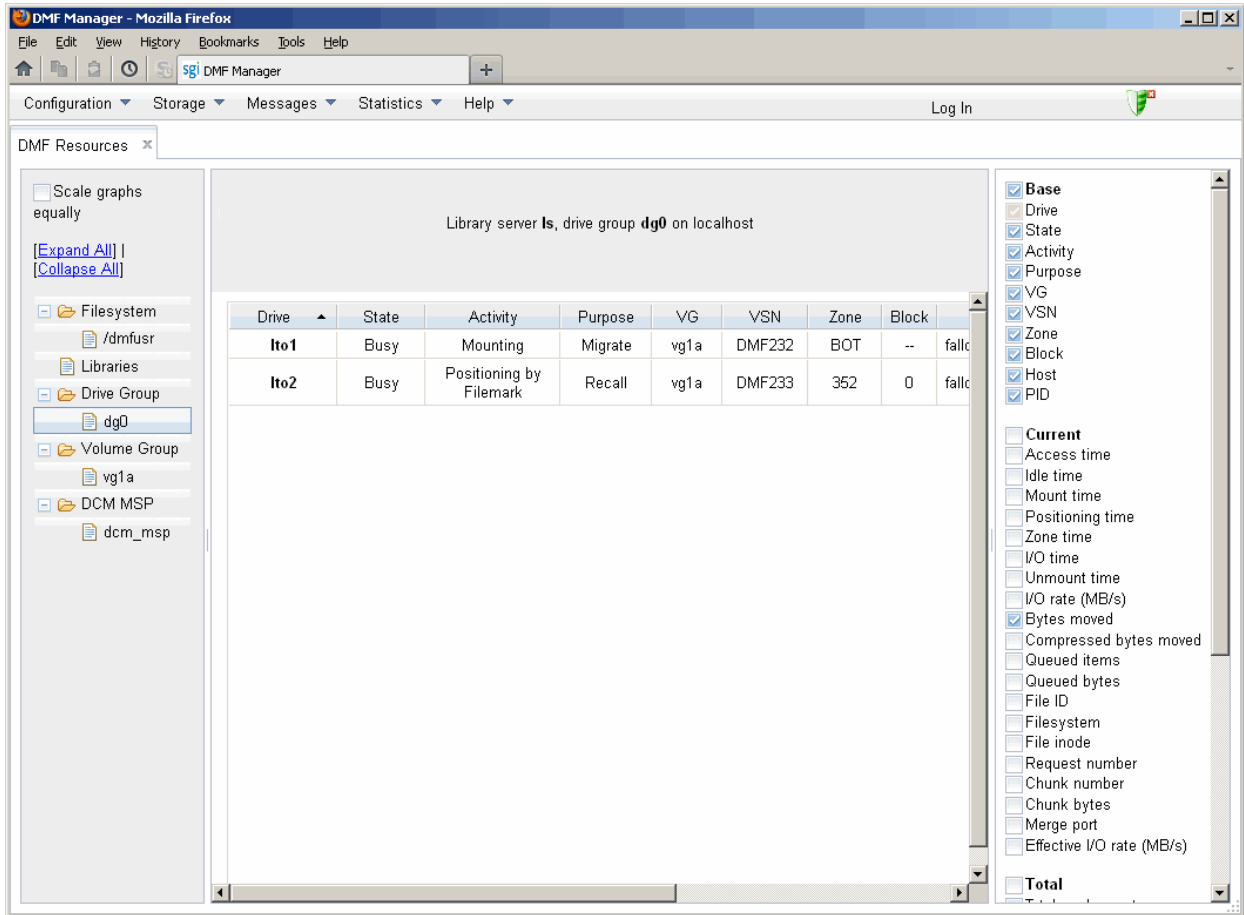 DMF Manager - Mozilla Firefox
File Edit View History Bookmarks Tools Help
sgi DMF Manager
Configuration Storage Messages Statistics Help Log In
DMF Resources
Scale graphs
equally
[Expand All] |
[Collapse All]
Filesystem
/dmfusr
Libraries
Drive Group
dg0
Volume Group
vg1a
DCM MSP
dcm_msp
Library server ls, drive group dg0 on localhost
Drive State Activity Purpose VG VSN Zone Block
lto1 Busy Mounting Migrate vg1a DMF232 BOT --
lto2 Busy Positioning by Filemark Recall vg1a DMF233 352 0
Base
Drive
State
Activity
Purpose
VG
VSN
Zone
Block
Host
PID
Current
Access time
Idle time
Mount time
Positioning time
Zone time
I/O time
Unmount time
I/O rate (MB/s)
Bytes moved
Compressed bytes moved
Queued items
Queued bytes
File ID
Filesystem
File inode
Request number
Chunk number
Chunk bytes
Merge port
Effective I/O rate (MB/s)
Total